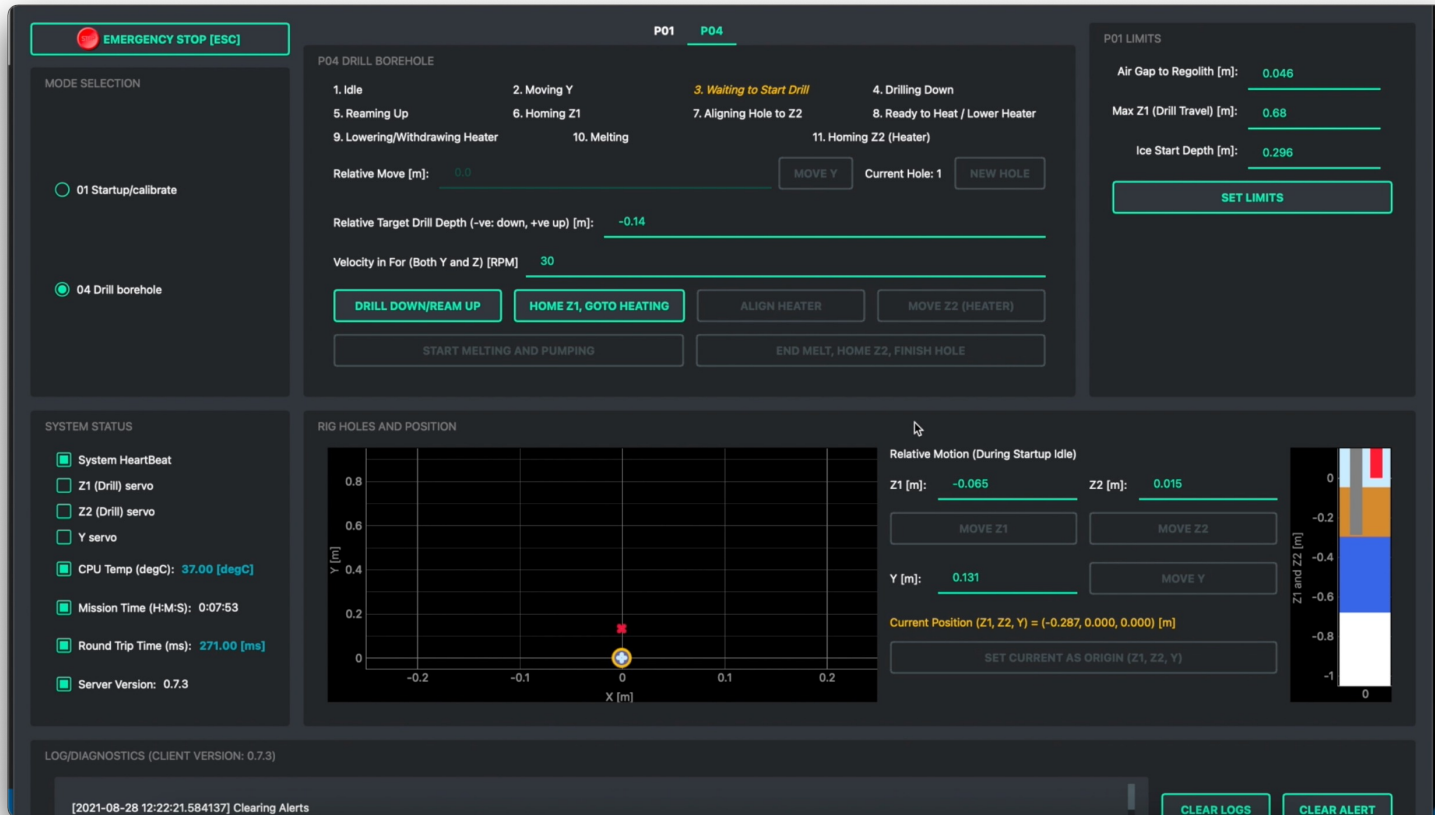 EMERGENCY STOP [ESC]
MODE SELECTION
01 Startup/calibrate
04 Drill borehole
P01 P04
P04 DRILL BOREHOLE
1. Idle 2. Moving Y 3. Waiting to Start Drill 4. Drilling Down
5. Reaming Up 6. Homing Z1 7. Aligning Hole to Z2 8. Ready to Heat / Lower Heater
9. Lowering/Withdrawing Heater 10. Melting 11. Homing Z2 (Heater)
Relative Move [m]: 0.0 MOVE Y Current Hole: 1 NEW HOLE
Relative Target Drill Depth (-ve: down, +ve up) [m]: -0.14
Velocity in For (Both Y and Z) [RPM] 30
DRILL DOWN/REAM UP HOME Z1, GOTO HEATING ALIGN HEATER MOVE Z2 (HEATER)
START MELTING AND PUMPING END MELT, HOME Z2, FINISH HOLE
P01 LIMITS
Air Gap to Regolith [m]: 0.046
Max Z1 (Drill Travel) [m]: 0.68
Ice Start Depth [m]: 0.296
SET LIMITS
SYSTEM STATUS
System HeartBeat
Z1 (Drill) servo
Z2 (Drill) servo
Y servo
CPU Temp (degC): 37.00 [degC]
Mission Time (H:M:S): 0:07:53
Round Trip Time (ms): 271.00 [ms]
Server Version: 0.7.3
RIG HOLES AND POSITION
0.8
0.6
0.4
0.2
0
Y [m]
-0.2 -0.1 0 0.1 0.2
X [m]
Relative Motion (During Startup Idle)
Z1 [m]: -0.065 Z2 [m]: 0.015
MOVE Z1 MOVE Z2
Y [m]: 0.131 MOVE Y
Current Position (Z1, Z2, Y) = (-0.287, 0.000, 0.000) [m]
SET CURRENT AS ORIGIN (Z1, Z2, Y)
Z1 and Z2 [m]
0
-0.2
-0.4
-0.6
-0.8
-1
0
LOG/DIAGNOSTICS (CLIENT VERSION: 0.7.3)
[2021-08-28 12:22:21.584137] Clearing Alerts
CLEAR LOGS CLEAR ALERT